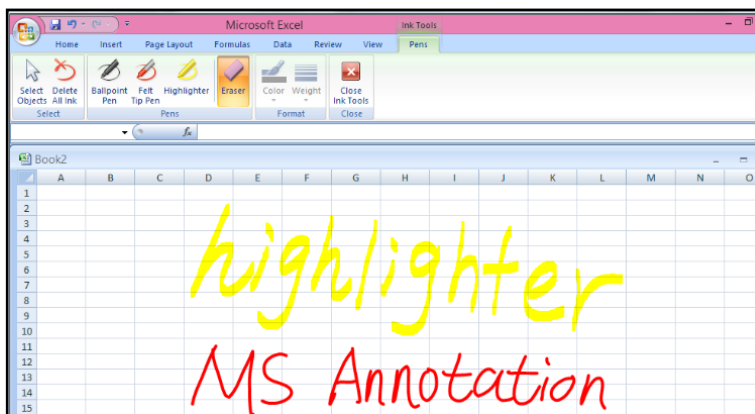 Microsoft Excel
Ink Tools
Home Insert Page Layout Formulas Data Review View Pens
Select Objects
Delete All Ink
Ballpoint Pen
Felt Tip Pen
Highlighter
Eraser
Color
Weight
Close Ink Tools
Select Pens Format Close
fx
Book2
A B C D E F G H I J K L M N O
1
2
3
4
5
6
7
8
9
10
11
12
13
14
15
highlighter
MS Annotation